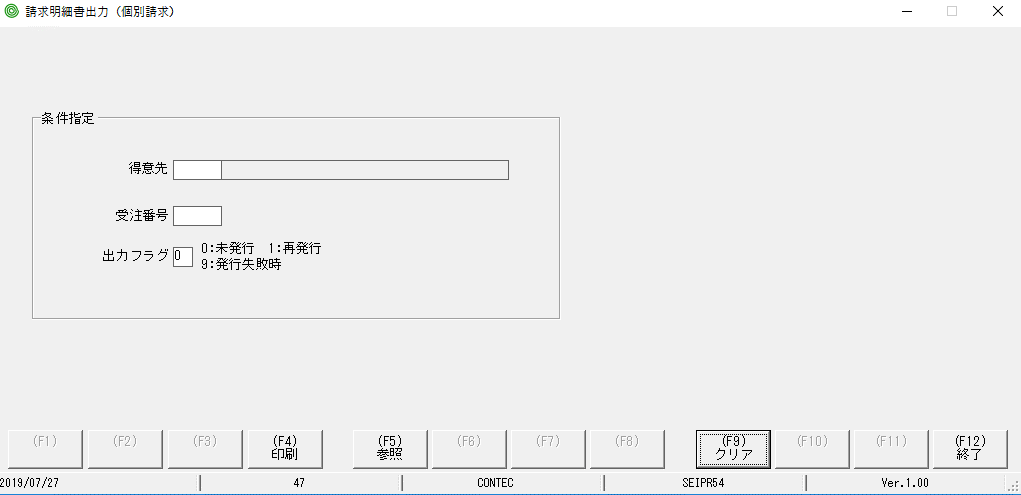 請求明細書出力（個別請求）
条件指定
得意先
受注番号
出力フラグ 0 0:未発行　1:再発行
9:発行失敗時
(F1) (F2) (F3) (F4) (F5) (F6) (F7) (F8) (F9) (F10) (F11) (F12)
印刷 参照 クリア 終了
2019/07/27 47 CONTEC SEIPR54 Ver.1.00